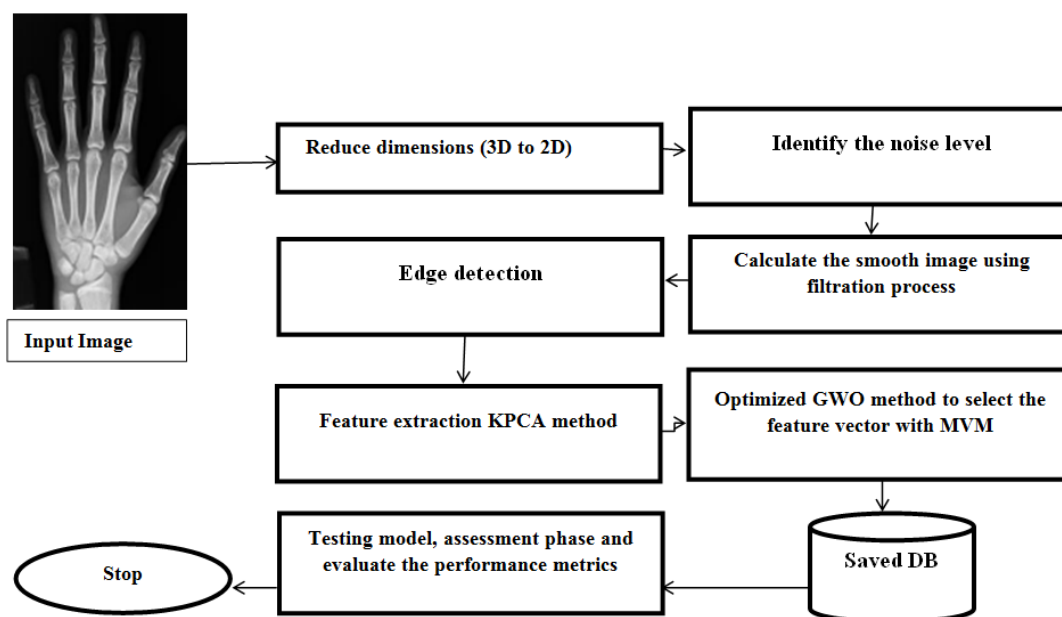 Input Image
Reduce dimensions (3D to 2D)
Identify the noise level
Calculate the smooth image using
filtration process
Edge detection
Feature extraction KPCA method
Optimized GWO method to select the
feature vector with MVM
Saved DB
Testing model, assessment phase and
evaluate the performance metrics
Stop